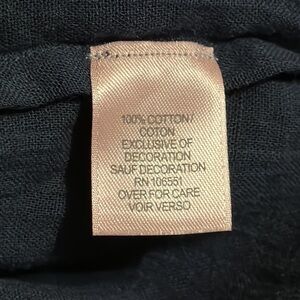 100% COTTON/
COTON
EXCLUSIVE OF
DECORATION
SAUF DECORATION
RN 106551
OVER FOR CARE
VOIR VERSO